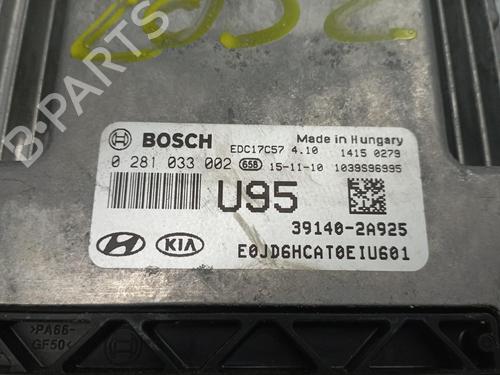 BOSCH EDC17C57 4.10 Made in Hungary
1415 0279
0 281 033 002 658 15-11-10 1039S96995
U95
39140-2A925
KIA E0JD6HCAT0EIU601
>PA66-
GF50<
B-PARTS